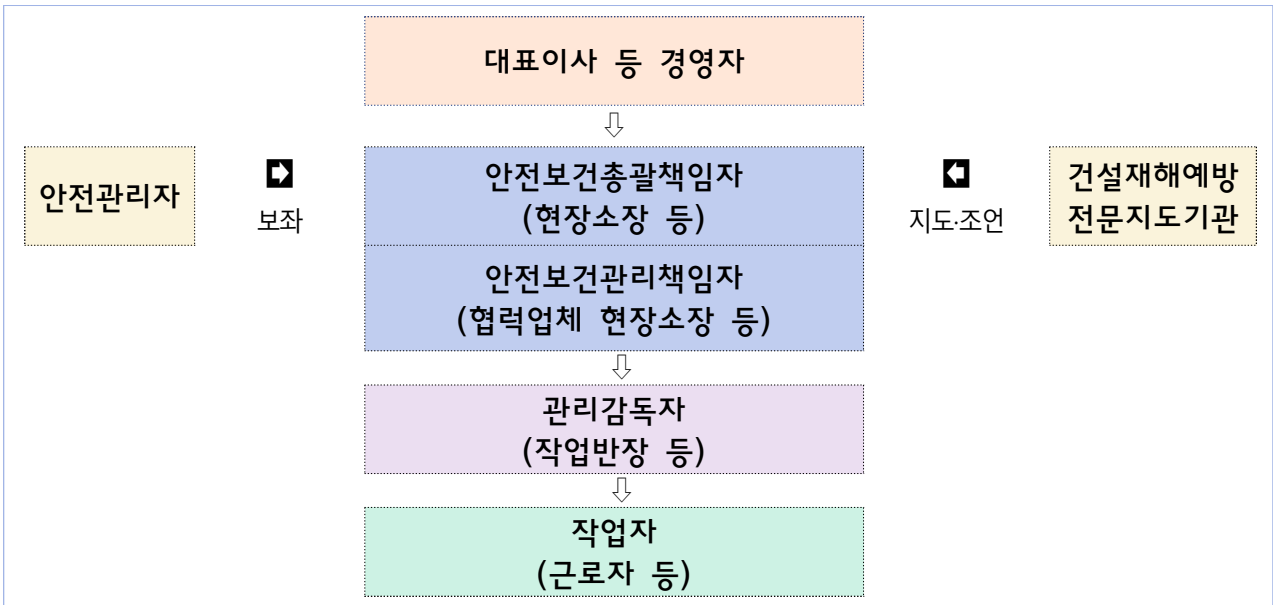 대표이사 등 경영자
안전관리자
보좌
안전보건총괄책임자
(현장소장 등)
안전보건관리책임자
(협력업체 현장소장 등)
지도·조언
건설재해예방
전문지도기관
관리감독자
(작업반장 등)
작업자
(근로자 등)